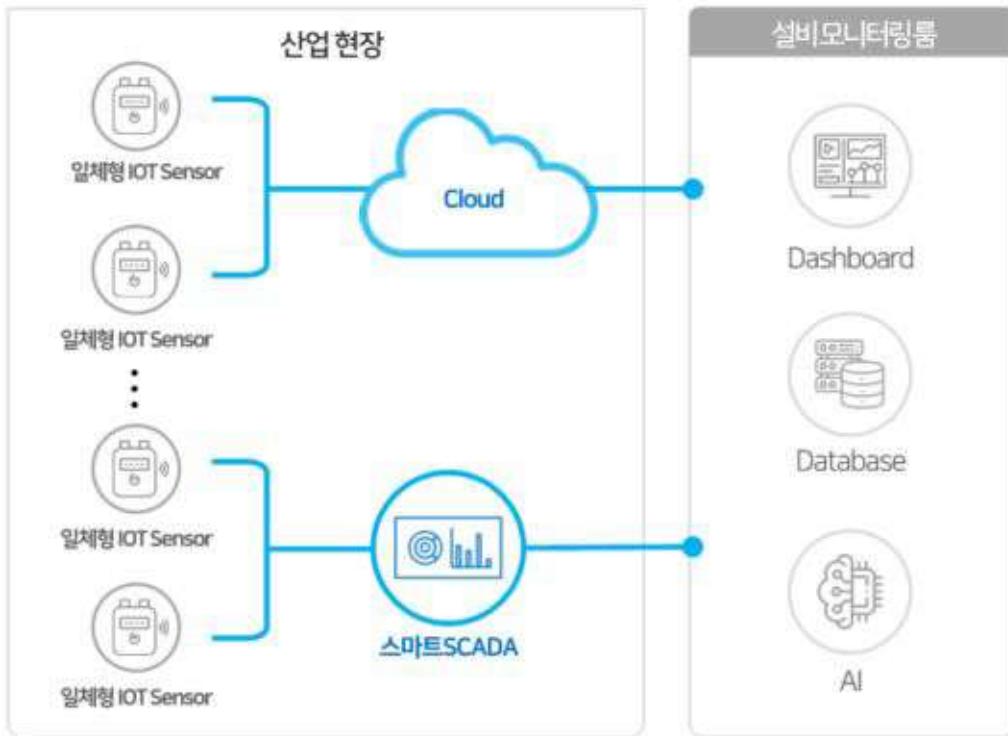 산업 현장
설비모니터링룸
일체형 IOT Sensor
Cloud
Dashboard
일체형 IOT Sensor
Database
일체형 IOT Sensor
스마트SCADA
일체형 IOT Sensor
AI